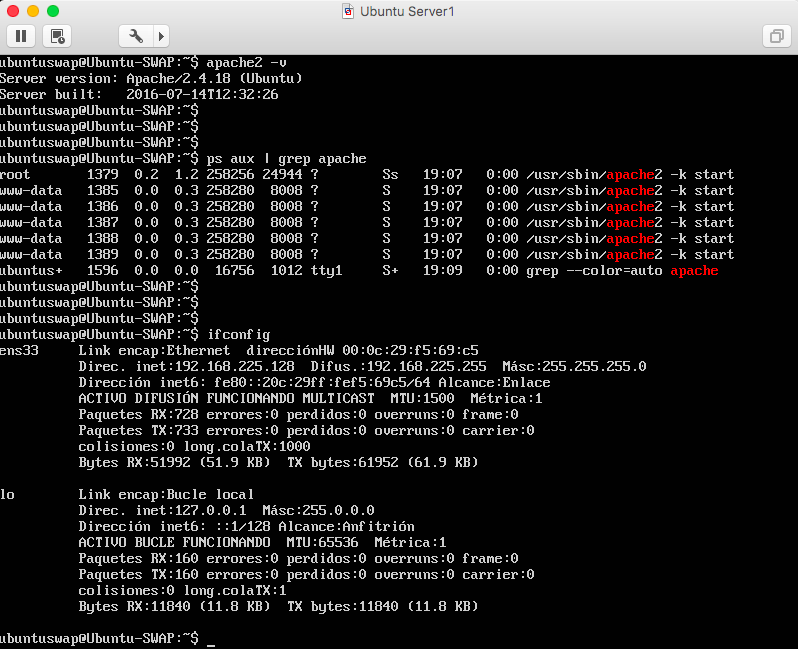 Ubuntu Server1
ubuntuswap@Ubuntu-SWAP:~$ apache2 -v
Server version: Apache/2.4.18 (Ubuntu)
Server built:   2016-07-14T12:32:26
ubuntuswap@Ubuntu-SWAP:~$
ubuntuswap@Ubuntu-SWAP:~$
ubuntuswap@Ubuntu-SWAP:~$
ubuntuswap@Ubuntu-SWAP:~$ ps aux | grep apache
root       1379  0.2  1.2 258256 24944 ?        Ss   19:07   0:00 /usr/sbin/apache2 -k start
www-data   1385  0.0  0.3 258280  8008 ?        S    19:07   0:00 /usr/sbin/apache2 -k start
www-data   1386  0.0  0.3 258280  8008 ?        S    19:07   0:00 /usr/sbin/apache2 -k start
www-data   1387  0.0  0.3 258280  8008 ?        S    19:07   0:00 /usr/sbin/apache2 -k start
www-data   1388  0.0  0.3 258280  8008 ?        S    19:07   0:00 /usr/sbin/apache2 -k start
www-data   1389  0.0  0.3 258280  8008 ?        S    19:07   0:00 /usr/sbin/apache2 -k start
ubuntus+   1596  0.0  0.0  16756  1012 tty1     S+   19:09   0:00 grep --color=auto apache
ubuntuswap@Ubuntu-SWAP:~$
ubuntuswap@Ubuntu-SWAP:~$
ubuntuswap@Ubuntu-SWAP:~$
ubuntuswap@Ubuntu-SWAP:~$ ifconfig
ens33     Link encap:Ethernet  direcciónHW 00:0c:29:f5:69:c5
          Direc. inet:192.168.225.128  Difus.:192.168.225.255  Másc:255.255.255.0
          Dirección inet6: fe80::20c:29ff:fef5:69c5/64 Alcance:Enlace
          ACTIVO DIFUSIÓN FUNCIONANDO MULTICAST  MTU:1500  Métrica:1
          Paquetes RX:728 errores:0 perdidos:0 overruns:0 frame:0
          Paquetes TX:733 errores:0 perdidos:0 overruns:0 carrier:0
          colisiones:0 long.colaTX:1000
          Bytes RX:51992 (51.9 KB)  TX bytes:61952 (61.9 KB)
lo        Link encap:Bucle local
          Direc. inet:127.0.0.1  Másc:255.0.0.0
          Dirección inet6: ::1/128 Alcance:Anfitrión
          ACTIVO BUCLE FUNCIONANDO  MTU:65536  Métrica:1
          Paquetes RX:160 errores:0 perdidos:0 overruns:0 frame:0
          Paquetes TX:160 errores:0 perdidos:0 overruns:0 carrier:0
          colisiones:0 long.colaTX:1
          Bytes RX:11840 (11.8 KB)  TX bytes:11840 (11.8 KB)
ubuntuswap@Ubuntu-SWAP:~$ _